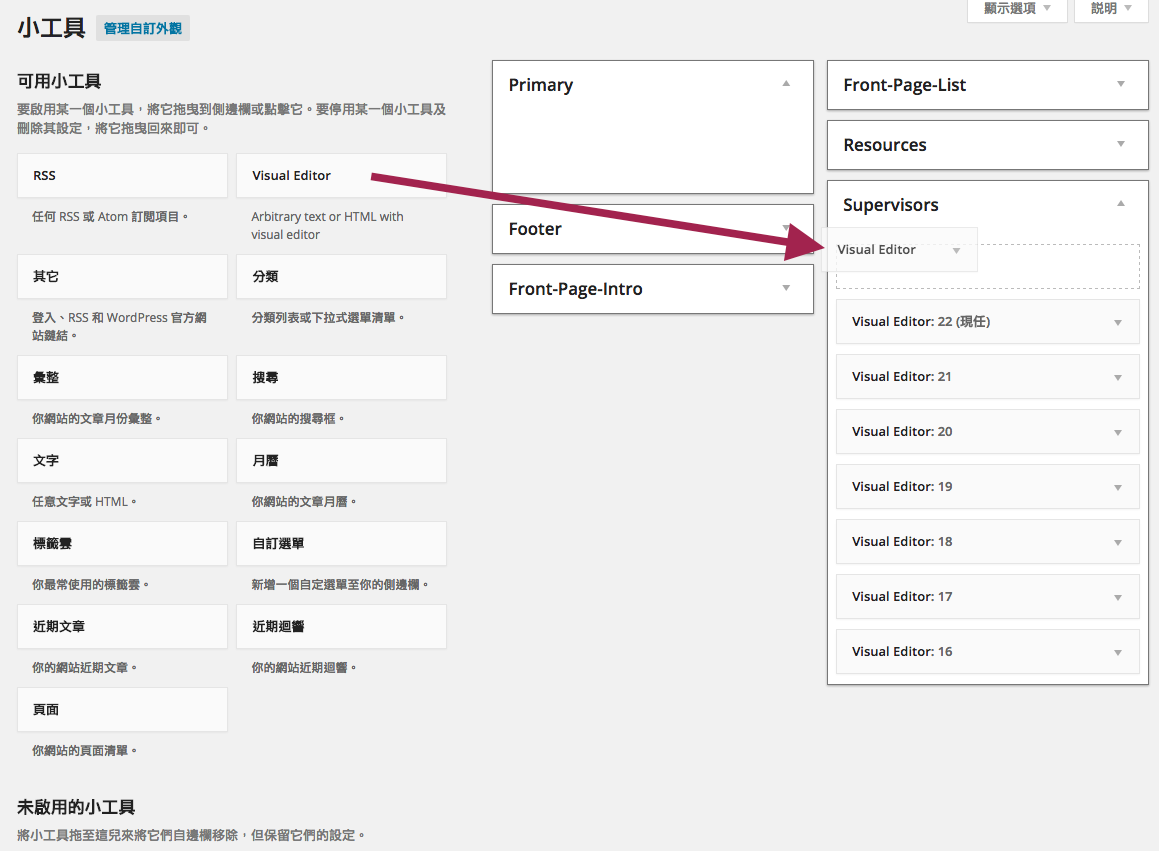 小工具
管理自訂外觀
顯示選項
說明
可用小工具
要啟用某一個小工具，將它拖曳到側邊欄或點擊它。要停用某一個小工具及
刪除其設定，將它拖曳回來即可。
RSS
Visual Editor
任何 RSS 或 Atom 訂閱項目。
Arbitrary text or HTML with
visual editor
其它
分類
登入、RSS 和 WordPress 官方網
站鏈結。
分類列表或下拉式選單清單。
彙整
搜尋
你網站的文章月份彙整。
你網站的搜尋框。
文字
月曆
任意文字或 HTML。
你網站的文章月曆。
標籤雲
自訂選單
你最常使用的標籤雲。
新增一個自定選單至你的側邊欄。
近期文章
近期迴響
你的網站近期文章。
你的網站近期迴響。
頁面
你網站的頁面清單。
未啟用的小工具
將小工具拖至這兒來將它們自邊欄移除，但保留它們的設定。
Primary
Footer
Front-Page-Intro
Front-Page-List
Resources
Supervisors
Visual Editor
Visual Editor: 22 (現任)
Visual Editor: 21
Visual Editor: 20
Visual Editor: 19
Visual Editor: 18
Visual Editor: 17
Visual Editor: 16